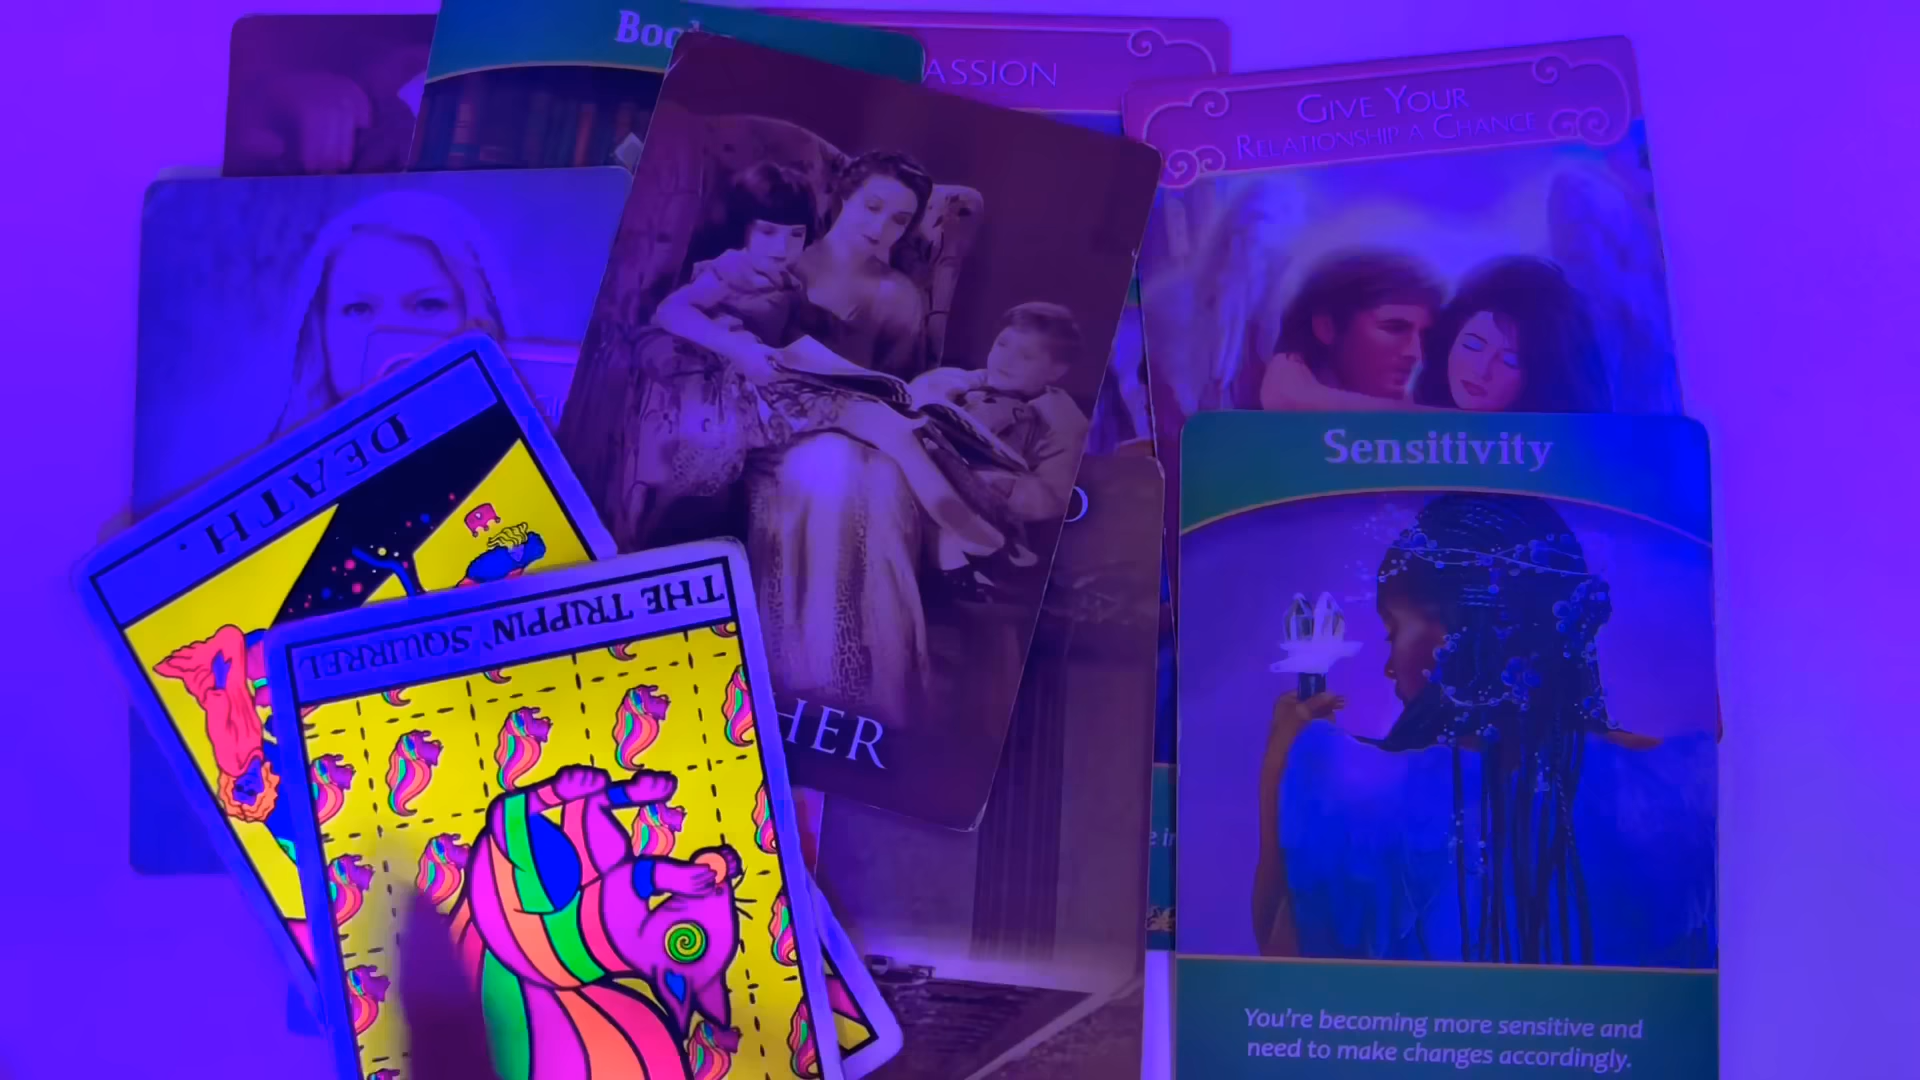 ASSION
GIVE YOUR
RELATIONSHIP A CHANCE
Sensitivity
DEATH.
THE TRIPPIN' SQUIRREL
HER
You're becoming more sensitive and
need to make changes accordingly.